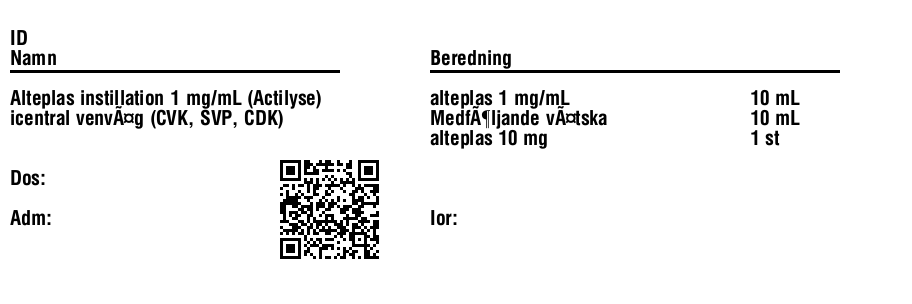 ID
Namn
Beredning
Alteplas instillation 1 mg/mL (Actilyse)
icentral venvÃ¤g (CVK, SVP, CDK)
alteplas 1 mg/mL 10 mL
MedfÃ¶ljande vÃ¤tska 10 mL
alteplas 10 mg 1 st
Dos:
Adm:
Ior: